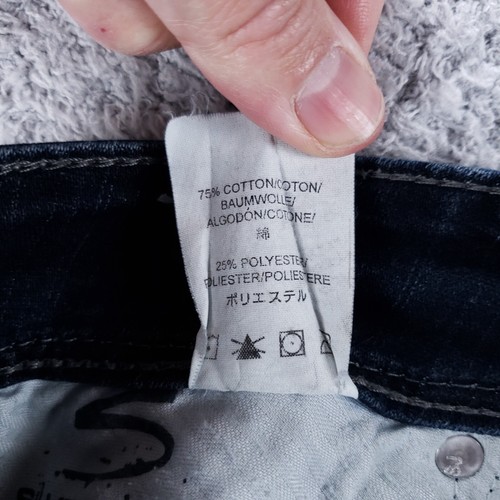 75% COTTON/COTON/
BAUMWOLLE/
ALGODÓN/COTONE/
綿
25% POLYESTER/
POLIESTER/POLIESTERE
ポリエステル